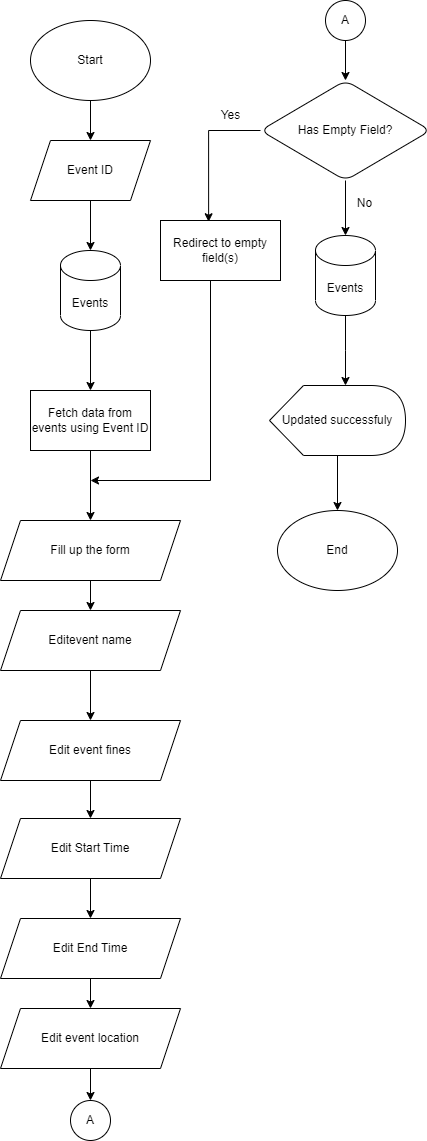 Start
Event ID
Events
Fetch data from
events using Event ID
Fill up the form
Editevent name
Edit event fines
Edit Start Time
Edit End Time
Edit event location
A
A
Has Empty Field?
Yes
No
Redirect to empty
field(s)
Events
Updated successfuly
End